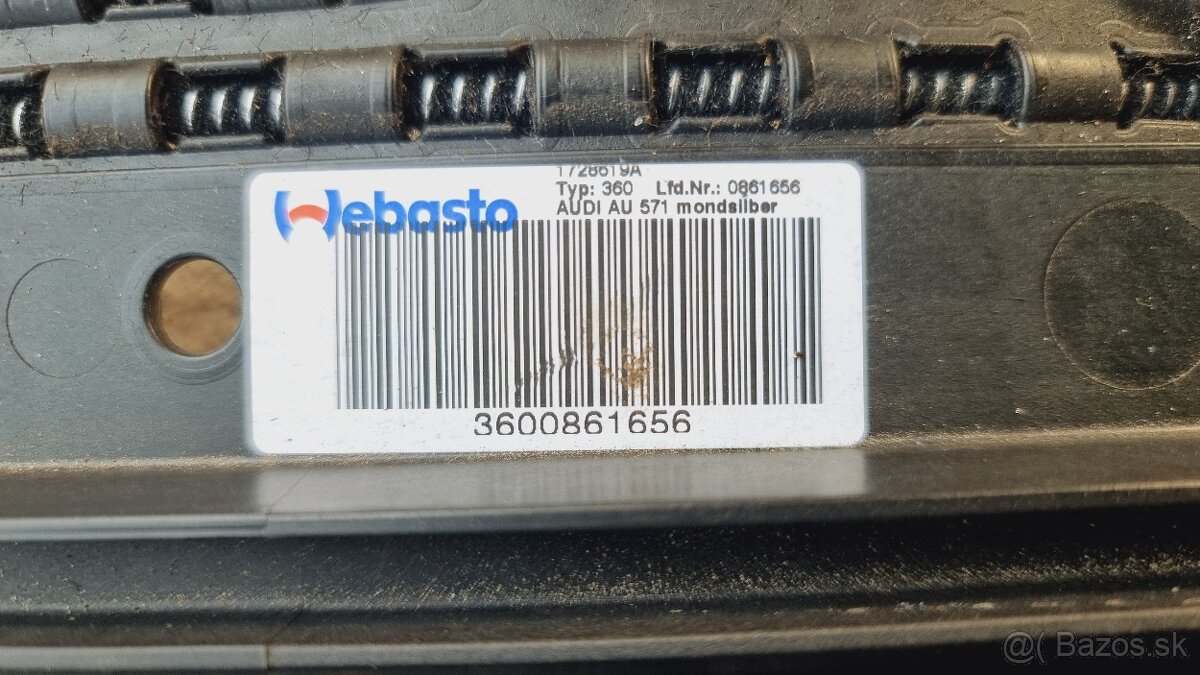 1728619A
Typ: 360 Lfd.Nr.: 0861656
AUDI AU 571 mondsilber
Webasto
3600861656
@( Bazos.sk